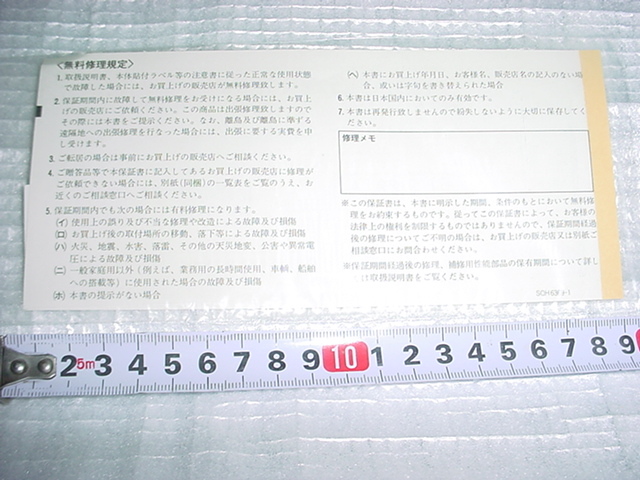 〈無料修理規定〉
1. 取扱説明書、本体貼付ラベル等の注意書に従った正常な使用状態
で故障した場合には、お買上げの販売店が無料修理致します。
2. 保証期間内に故障して無料修理をお受けになる場合には、お買上
げの販売店にご依頼ください。この商品は出張修理致しますので
その際には本書をご提示ください。なお、離島及び離島に準ずる
遠隔地への出張修理を行なった場合には、出張に要する実費を申
し受けます。
3. ご転居の場合は事前にお買上げの販売店へご相談ください。
4. ご贈答品等で本保証書に記入してあるお買上げの販売店に修理が
ご依頼できない場合には、別紙(同梱)の一覧表をご覧のうえ、お
近くのご相談窓口へご相談ください。
5. 保証期間内でも次の場合には有料修理になります。
(イ) 使用上の誤り及び不当な修理や改造による故障及び損傷
(ロ) お買上げ後の取付場所の移動、落下等による故障及び損傷
(ハ) 火災、地震、水害、落雷、その他の天災地変、公害や異常電
圧による故障及び損傷
(ニ) 一般家庭用以外(例えば、業務用の長時間使用、車輌、船舶
への搭載等)に使用された場合の故障及び損傷
(ホ) 本書の提示がない場合
(ヘ) 本書にお買上げ年月日、お客様名、販売店名の記入のない場
合、或いは字句を書き替えられた場合
6. 本書は日本国内においてのみ有効です。
7. 本書は再発行致しませんので紛失しないように大切に保存してく
ださい。
修理メモ
※この保証書は、本書に明示した期間、条件のもとにおいて無料修
理をお約束するものです。従ってこの保証書によって、お客様の
法律上の権利を制限するものではありませんので、保証期間経過
後の修理についてご不明の場合は、お買上げの販売店又は別紙ご
相談窓口にお問合わせください。
※保証期間経過後の修理、補修用性能部品の保有期間について詳し
くは取扱説明書をご覧ください。
2 5m 3 4 5 6 7 8 9 10 1 2 3 4 5 6 7 8 9